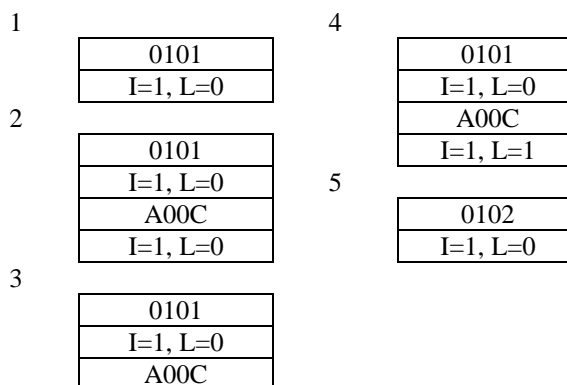 1
0101
I=1, L=0
2
0101
I=1, L=0
A00C
I=1, L=0
3
0101
I=1, L=0
A00C
4
0101
I=1, L=0
A00C
I=1, L=1
5
0102
I=1, L=0